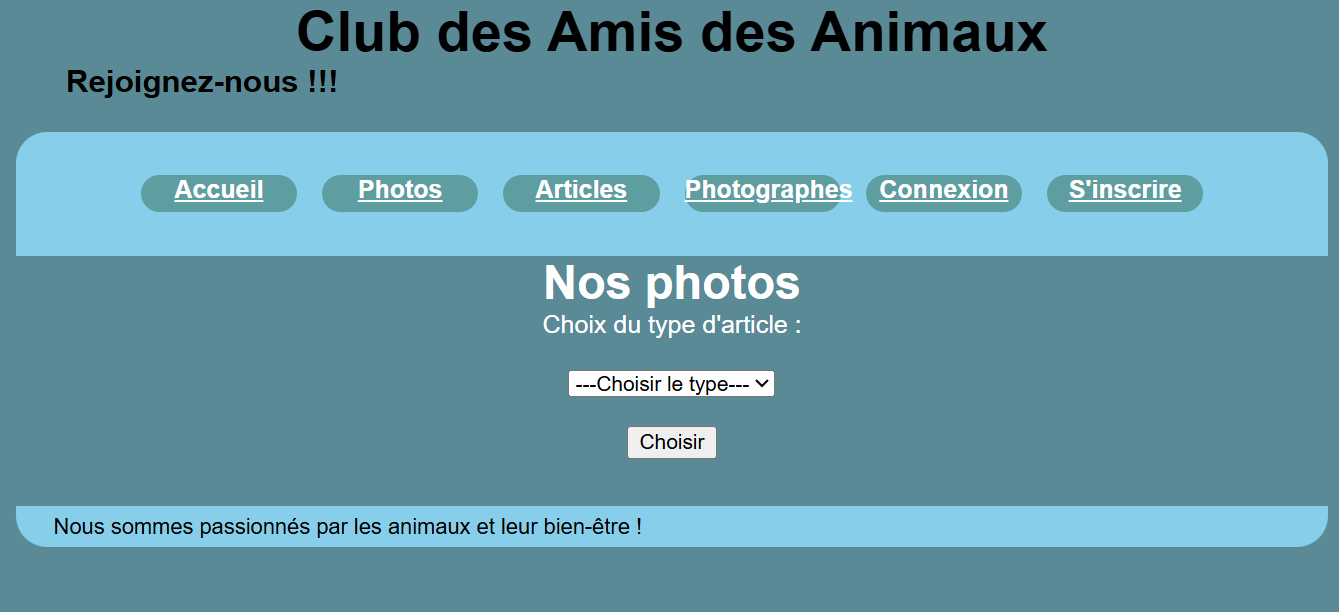 Club des Amis des Animaux
Rejoignez-nous !!!
Accueil Photos Articles Photographes Connexion S'inscrire
Nos photos
Choix du type d'article :
---Choisir le type---
Choisir
Nous sommes passionnés par les animaux et leur bien-être !